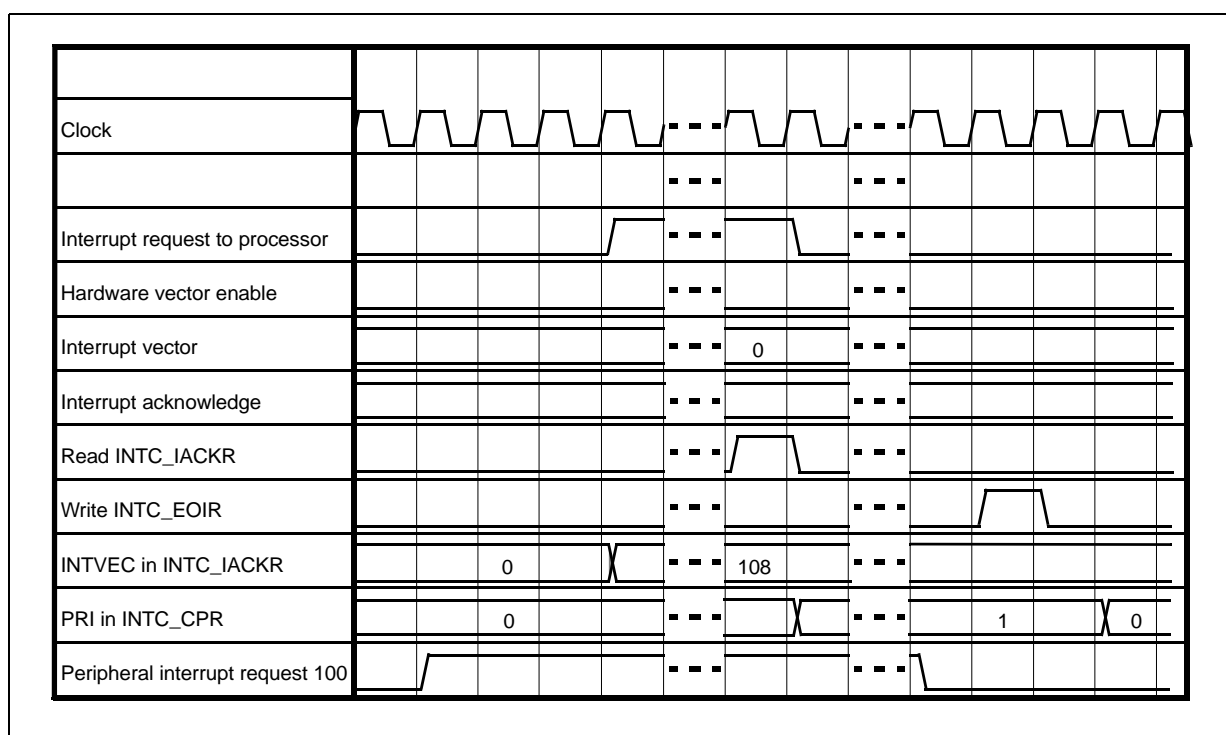 Clock
Interrupt request to processor
Hardware vector enable
Interrupt vector
0
Interrupt acknowledge
Read INTC_IACKR
Write INTC_EOIR
INTVEC in INTC_IACKR
0
108
PRI in INTC_CPR
0
1
0
Peripheral interrupt request 100